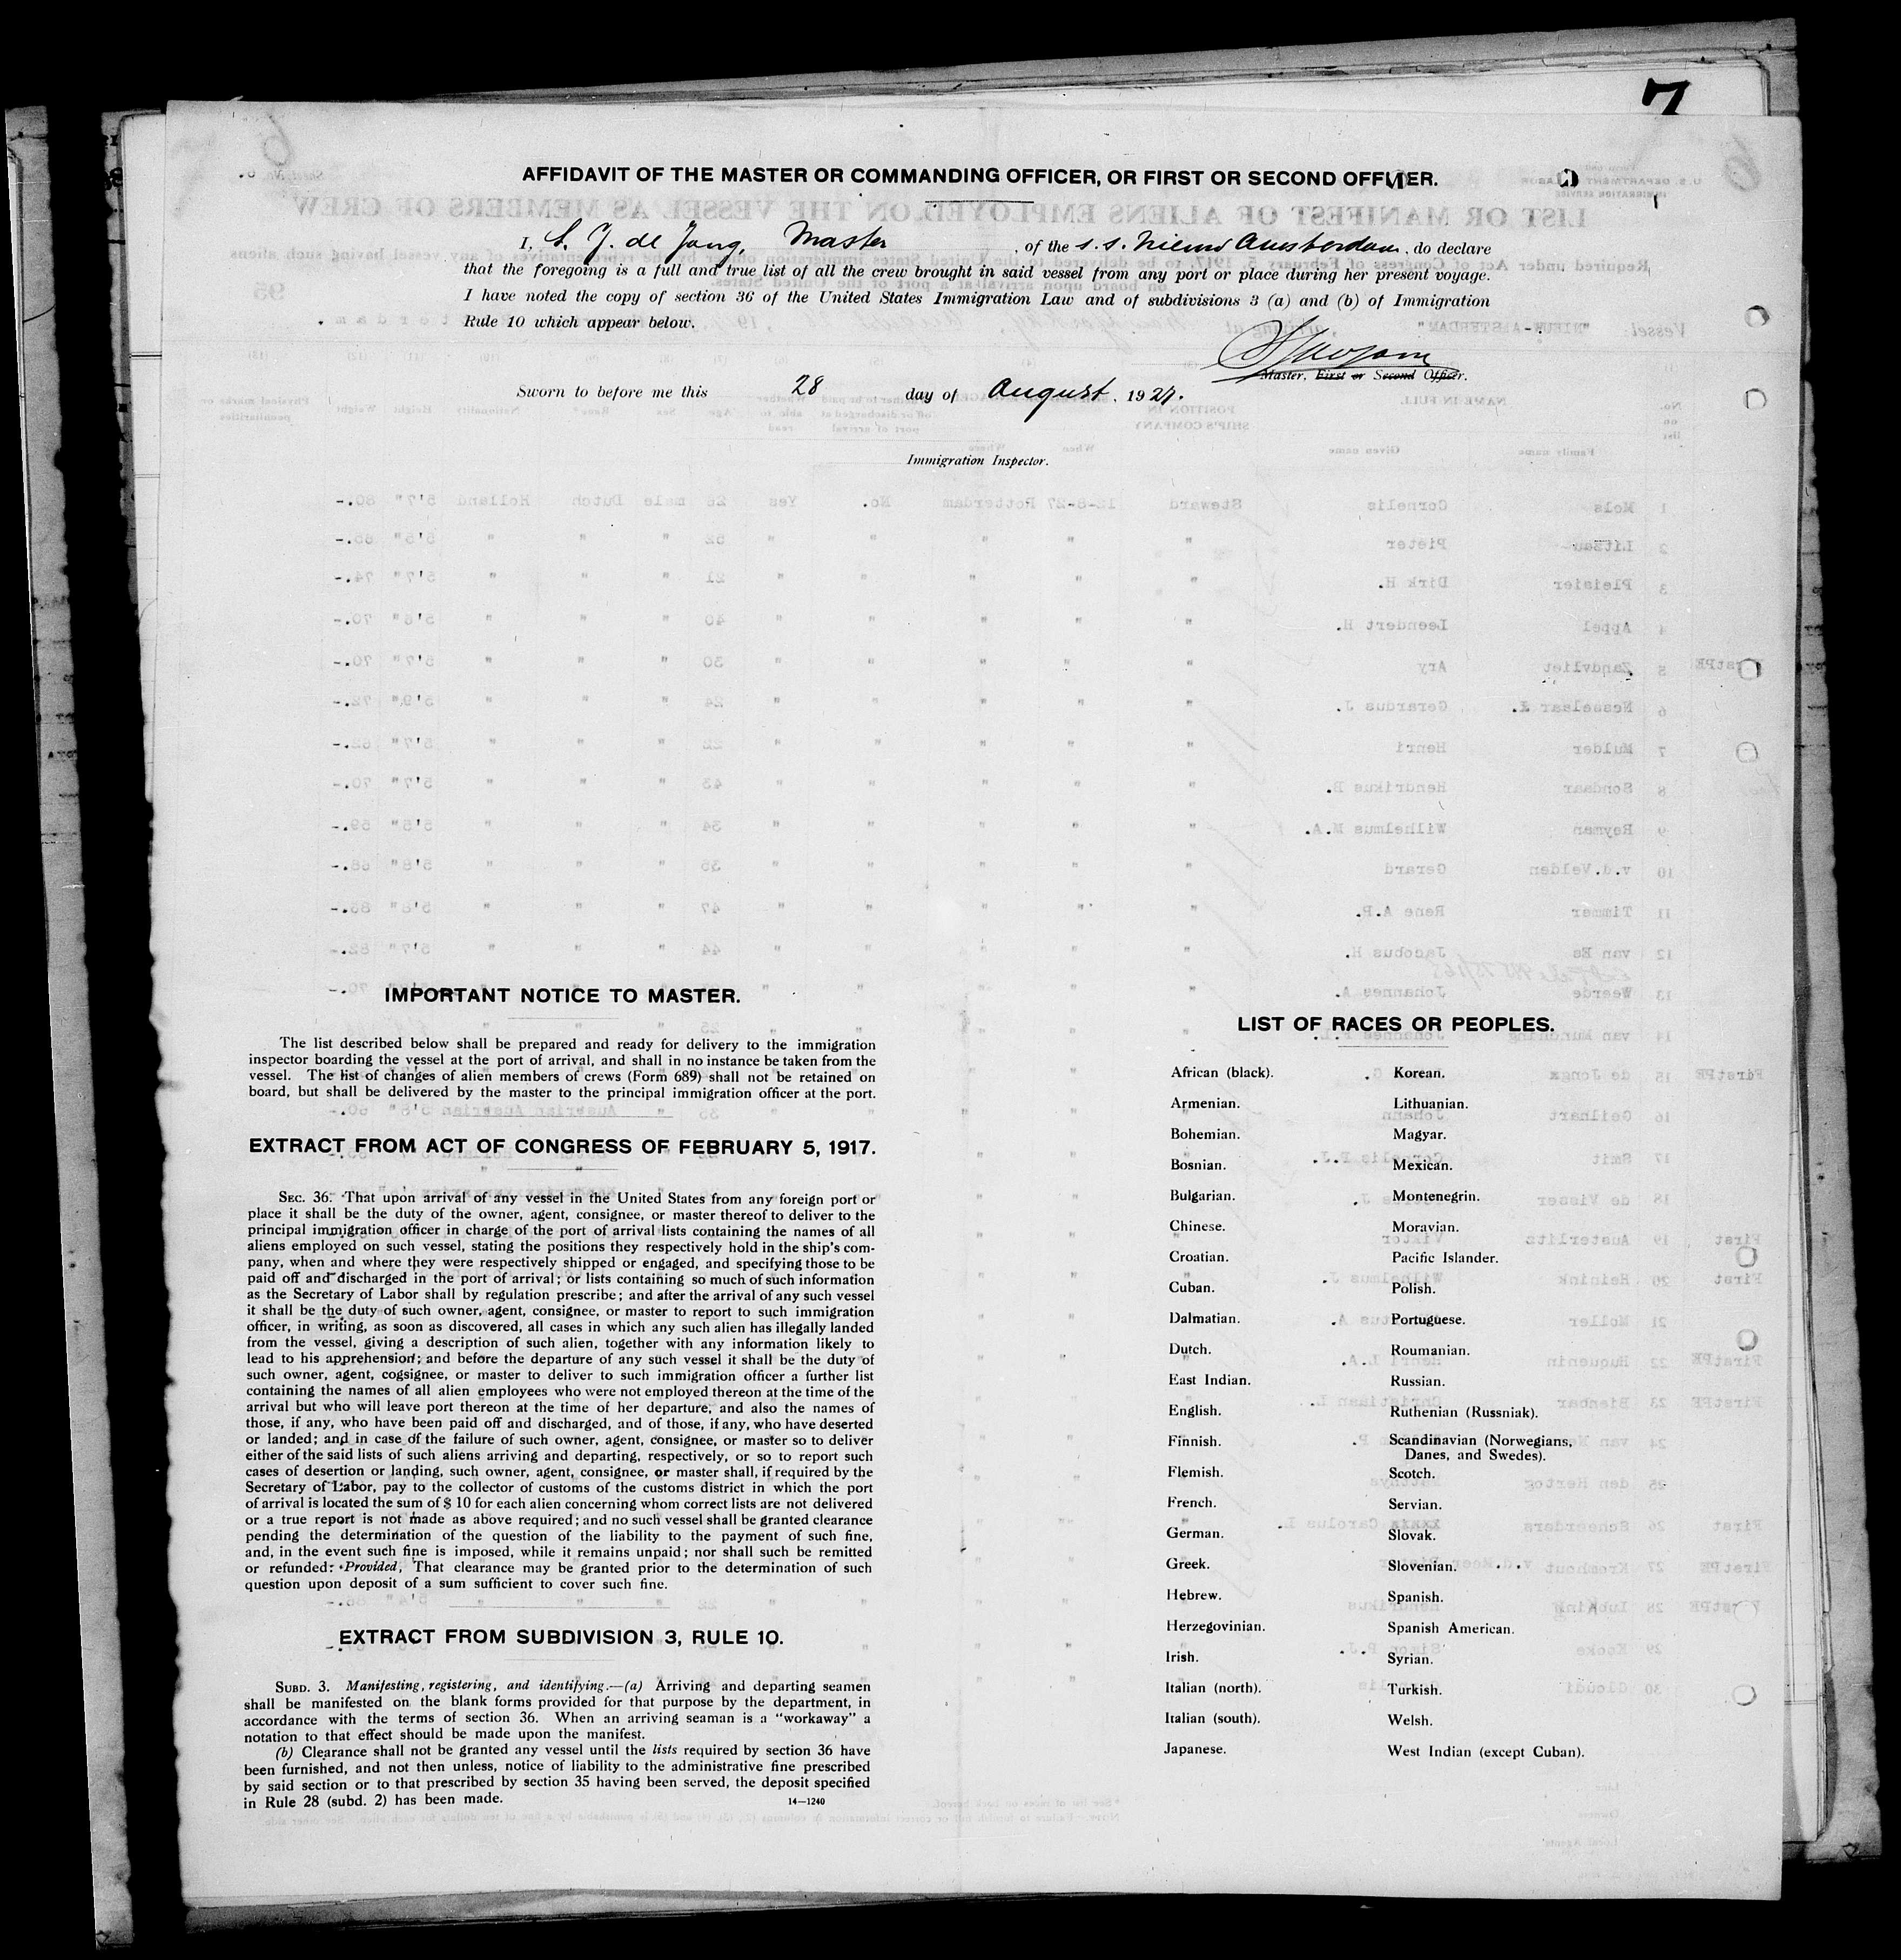 7
AFFIDAVIT OF THE MASTER OR COMMANDING OFFICER, OR FIRST OR SECOND OFFICER.
I, S. J. de Jong, Master , of the s.s. Nieuw Amsterdam , do declare
that the foregoing is a full and true list of all the crew brought in said vessel from any port or place during her present voyage.
I have noted the copy of section 36 of the United States Immigration Law and of subdivisions 3 (a) and (b) of Immigration
Rule 10 which appear below.
Master, First or Second Officer.
Sworn to before me this 28 day of August , 1927.
Immigration Inspector.
IMPORTANT NOTICE TO MASTER.
The list described below shall be prepared and ready for delivery to the immigration
inspector boarding the vessel at the port of arrival, and shall in no instance be taken from the
vessel. The list of changes of alien members of crews (Form 689) shall not be retained on
board, but shall be delivered by the master to the principal immigration officer at the port.
EXTRACT FROM ACT OF CONGRESS OF FEBRUARY 5, 1917.
SEC. 36. That upon arrival of any vessel in the United States from any foreign port or
place it shall be the duty of the owner, agent, consignee, or master thereof to deliver to the
principal immigration officer in charge of the port of arrival lists containing the names of all
aliens employed on such vessel, stating the positions they respectively hold in the ship's com-
pany, when and where they were respectively shipped or engaged, and specifying those to be
paid off and discharged in the port of arrival; or lists containing so much of such information
as the Secretary of Labor shall by regulation prescribe; and after the arrival of any such vessel
it shall be the duty of such owner, agent, consignee, or master to report to such immigration
officer, in writing, as soon as discovered, all cases in which any such alien has illegally landed
from the vessel, giving a description of such alien, together with any information likely to
lead to his apprehension; and before the departure of any such vessel it shall be the duty of
such owner, agent, cogsignee, or master to deliver to such immigration officer a further list
containing the names of all alien employees who were not employed thereon at the time of the
arrival but who will leave port thereon at the time of her departure, and also the names of
those, if any, who have been paid off and discharged, and of those, if any, who have deserted
or landed; and in case of the failure of such owner, agent, consignee, or master so to deliver
either of the said lists of such aliens arriving and departing, respectively, or so to report such
cases of desertion or landing, such owner, agent, consignee, or master shall, if required by the
Secretary of Labor, pay to the collector of customs of the customs district in which the port
of arrival is located the sum of $ 10 for each alien concerning whom correct lists are not delivered
or a true report is not made as above required; and no such vessel shall be granted clearance
pending the determination of the question of the liability to the payment of such fine,
and, in the event such fine is imposed, while it remains unpaid; nor shall such be remitted
or refunded: Provided, That clearance may be granted prior to the determination of such
question upon deposit of a sum sufficient to cover such fine.
EXTRACT FROM SUBDIVISION 3, RULE 10.
SUBD. 3. Manifesting, registering, and identifying.—(a) Arriving and departing seamen
shall be manifested on the blank forms provided for that purpose by the department, in
accordance with the terms of section 36. When an arriving seaman is a "workaway" a
notation to that effect should be made upon the manifest.
(b) Clearance shall not be granted any vessel until the lists required by section 36 have
been furnished, and not then unless, notice of liability to the administrative fine prescribed
by said section or to that prescribed by section 35 having been served, the deposit specified
in Rule 28 (subd. 2) has been made.
14—1240
LIST OF RACES OR PEOPLES.
African (black).
Armenian.
Bohemian.
Bosnian.
Bulgarian.
Chinese.
Croatian.
Cuban.
Dalmatian.
Dutch.
East Indian.
English.
Finnish.
Flemish.
French.
German.
Greek.
Hebrew.
Herzegovinian.
Irish.
Italian (north).
Italian (south).
Japanese.
Korean.
Lithuanian.
Magyar.
Mexican.
Montenegrin.
Moravian.
Pacific Islander.
Polish.
Portuguese.
Roumanian.
Russian.
Ruthenian (Russniak).
Scandinavian (Norwegians,
Danes, and Swedes).
Scotch.
Servian.
Slovak.
Slovenian.
Spanish.
Spanish American.
Syrian.
Turkish.
Welsh.
West Indian (except Cuban).